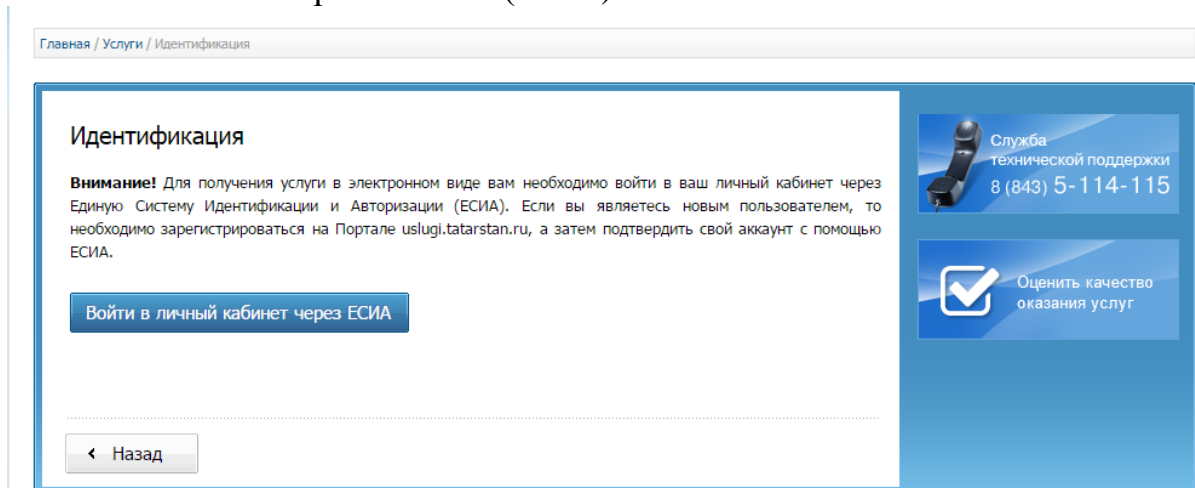 Главная / Услуги / Идентификация
Идентификация
Внимание! Для получения услуги в электронном виде вам необходимо войти в ваш личный кабинет через
Единую Систему Идентификации и Авторизации (ЕСИА). Если вы являетесь новым пользователем, то
необходимо зарегистрироваться на Портале uslugi.tatarstan.ru, а затем подтвердить свой аккаунт с помощью
ЕСИА.
Войти в личный кабинет через ЕСИА
Назад
Служба
технической поддержки
8 (843) 5-114-115
Оценить качество
оказания услуг